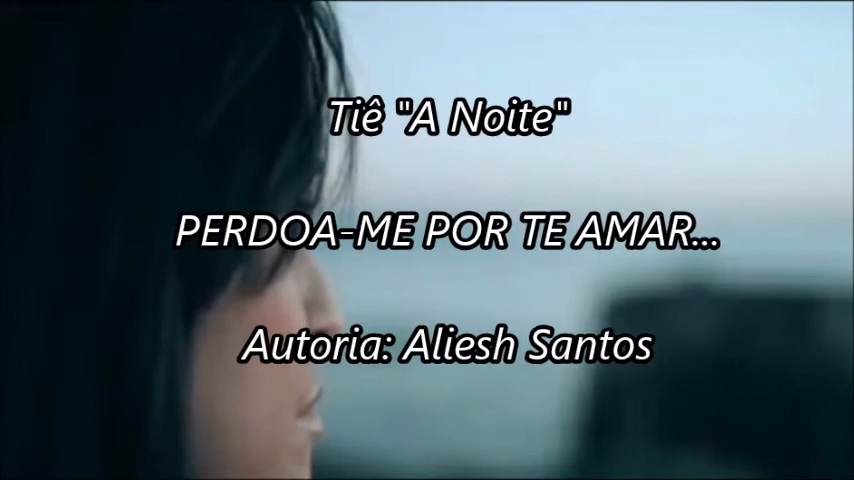 Tiê "A Noite"
PERDOA-ME POR TE AMAR...
Autoria: Aliesh Santos